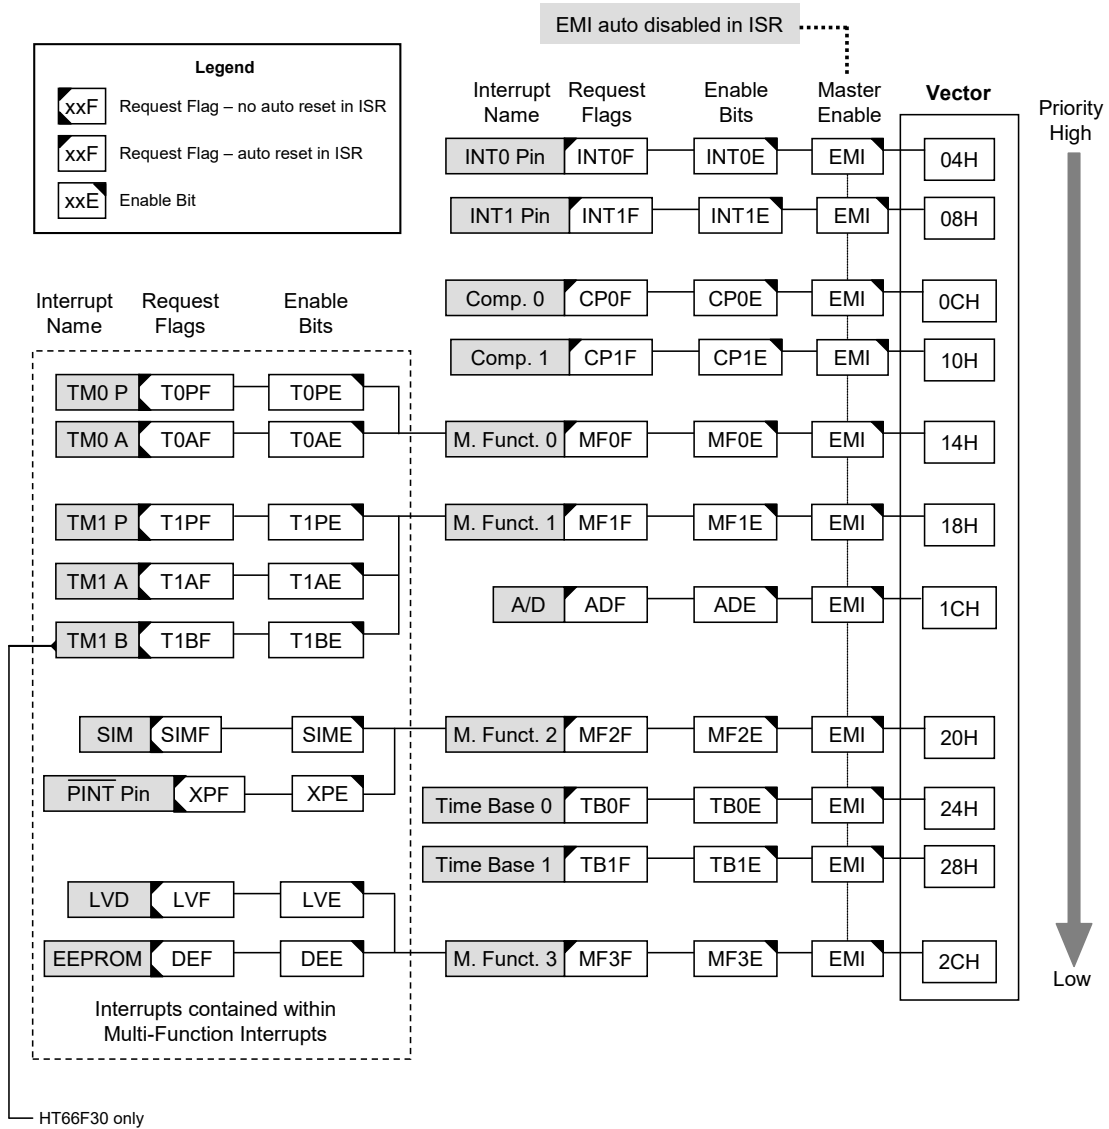 EMI auto disabled in ISR
Legend
xxF Request Flag – no auto reset in ISR
xxF Request Flag – auto reset in ISR
xxE Enable Bit
Interrupt Name Request Flags Enable Bits Master Enable Vector
Priority High
INT0 Pin INT0F INT0E EMI 04H
INT1 Pin INT1F INT1E EMI 08H
Comp. 0 CP0F CP0E EMI 0CH
Comp. 1 CP1F CP1E EMI 10H
Interrupt Name Request Flags Enable Bits
TM0 P T0PF T0PE
TM0 A T0AF T0AE M. Funct. 0 MF0F MF0E EMI 14H
TM1 P T1PF T1PE M. Funct. 1 MF1F MF1E EMI 18H
TM1 A T1AF T1AE A/D ADF ADE EMI 1CH
TM1 B T1BF T1BE
SIM SIMF SIME M. Funct. 2 MF2F MF2E EMI 20H
PINT Pin XPF XPE Time Base 0 TB0F TB0E EMI 24H
Time Base 1 TB1F TB1E EMI 28H
LVD LVF LVE
EEPROM DEF DEE M. Funct. 3 MF3F MF3E EMI 2CH
Low
Interrupts contained within
Multi-Function Interrupts
HT66F30 only